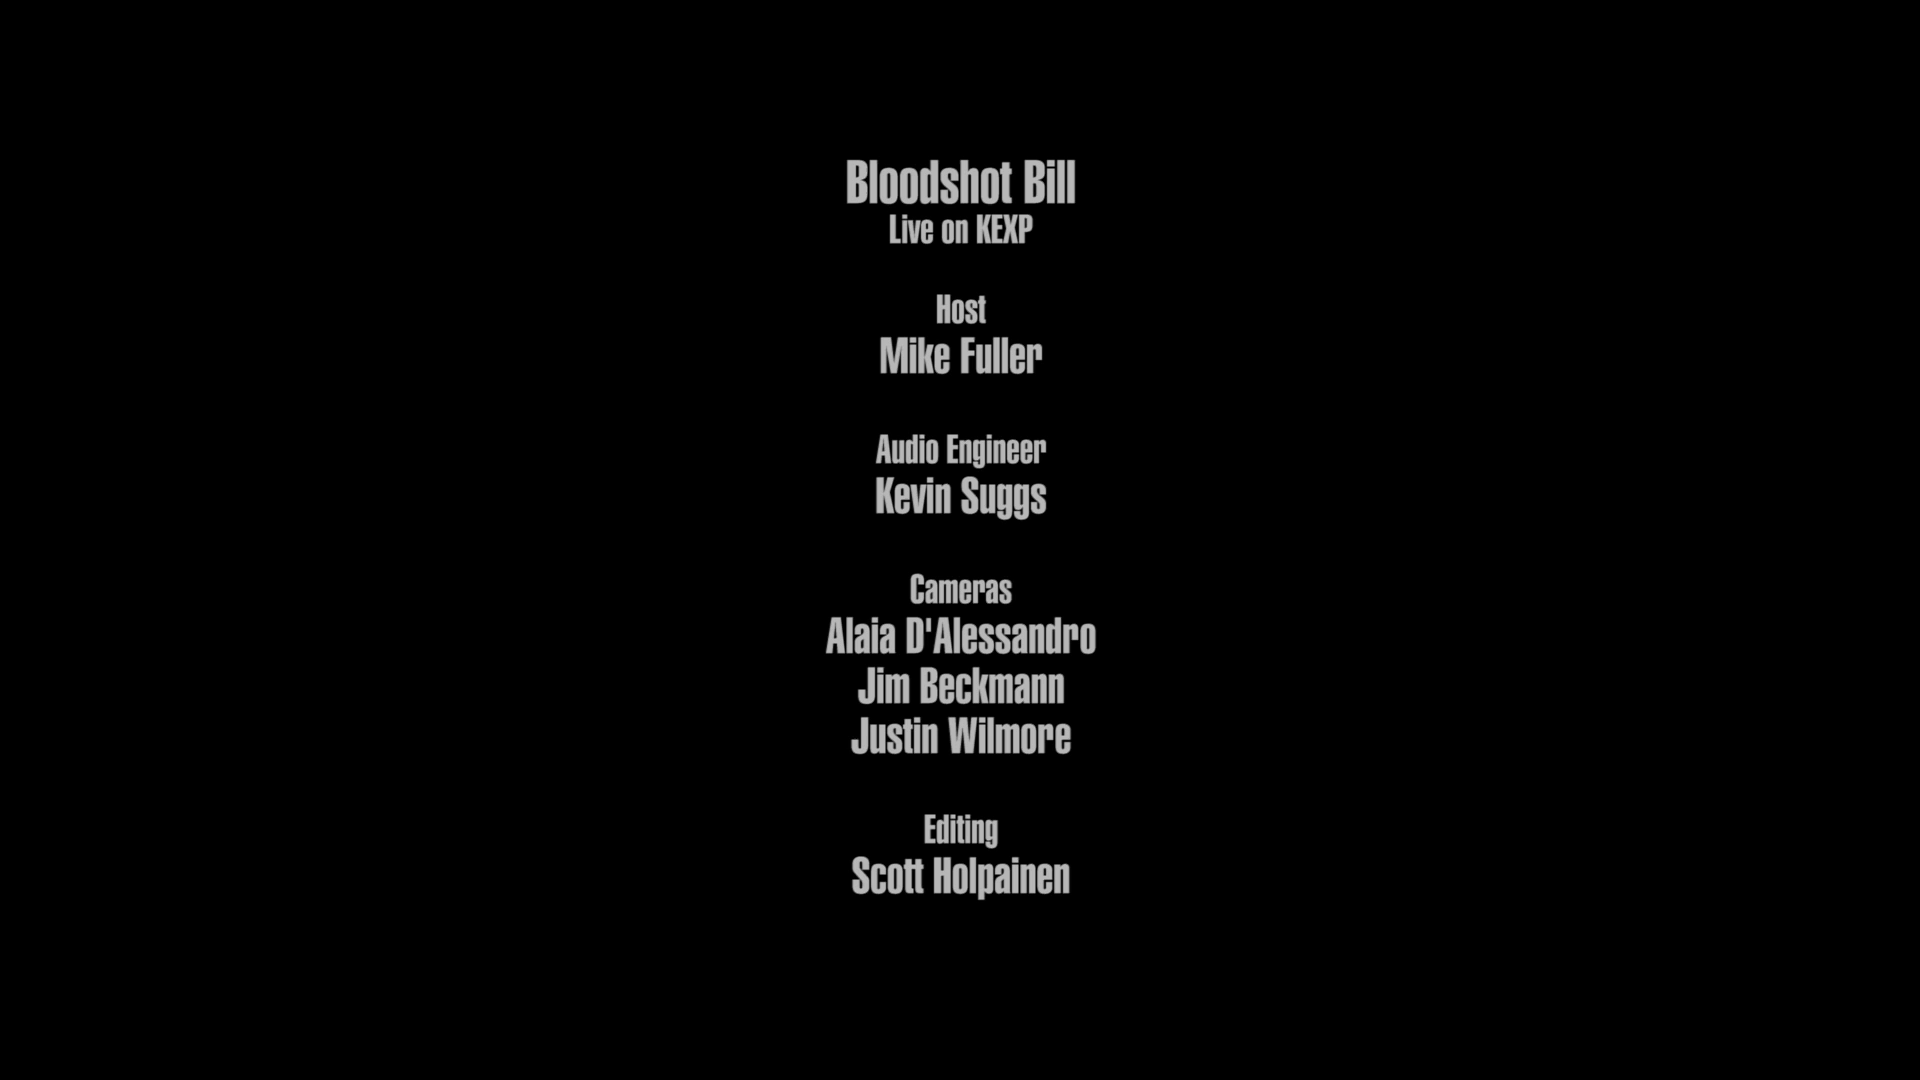 Bloodshot Bill
Live on KEXP
Host
Mike Fuller
Audio Engineer
Kevin Suggs
Cameras
Alaia D'Alessandro
Jim Beckmann
Justin Wilmore
Editing
Scott Holpainen